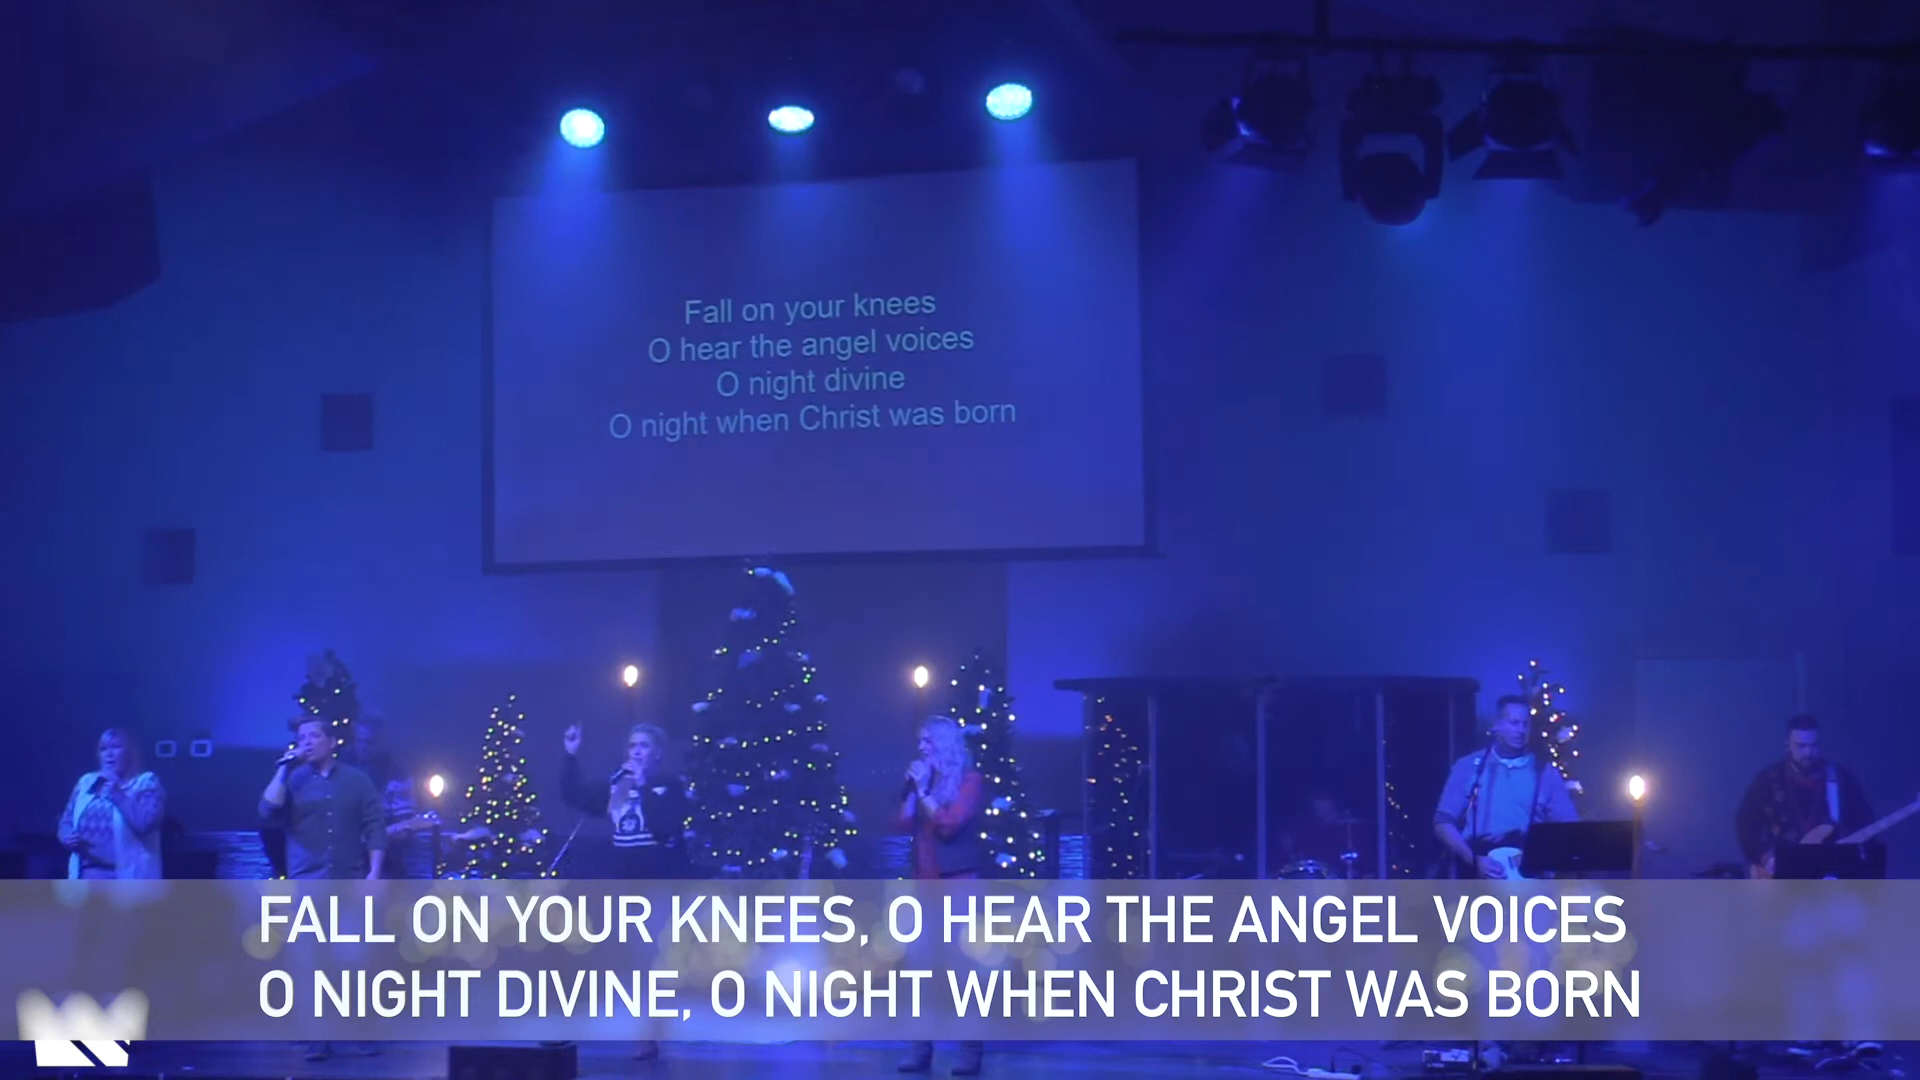 Fall on your knees
O hear the angel voices
O night divine
O night when Christ was born
FALL ON YOUR KNEES, O HEAR THE ANGEL VOICES
O NIGHT DIVINE, O NIGHT WHEN CHRIST WAS BORN